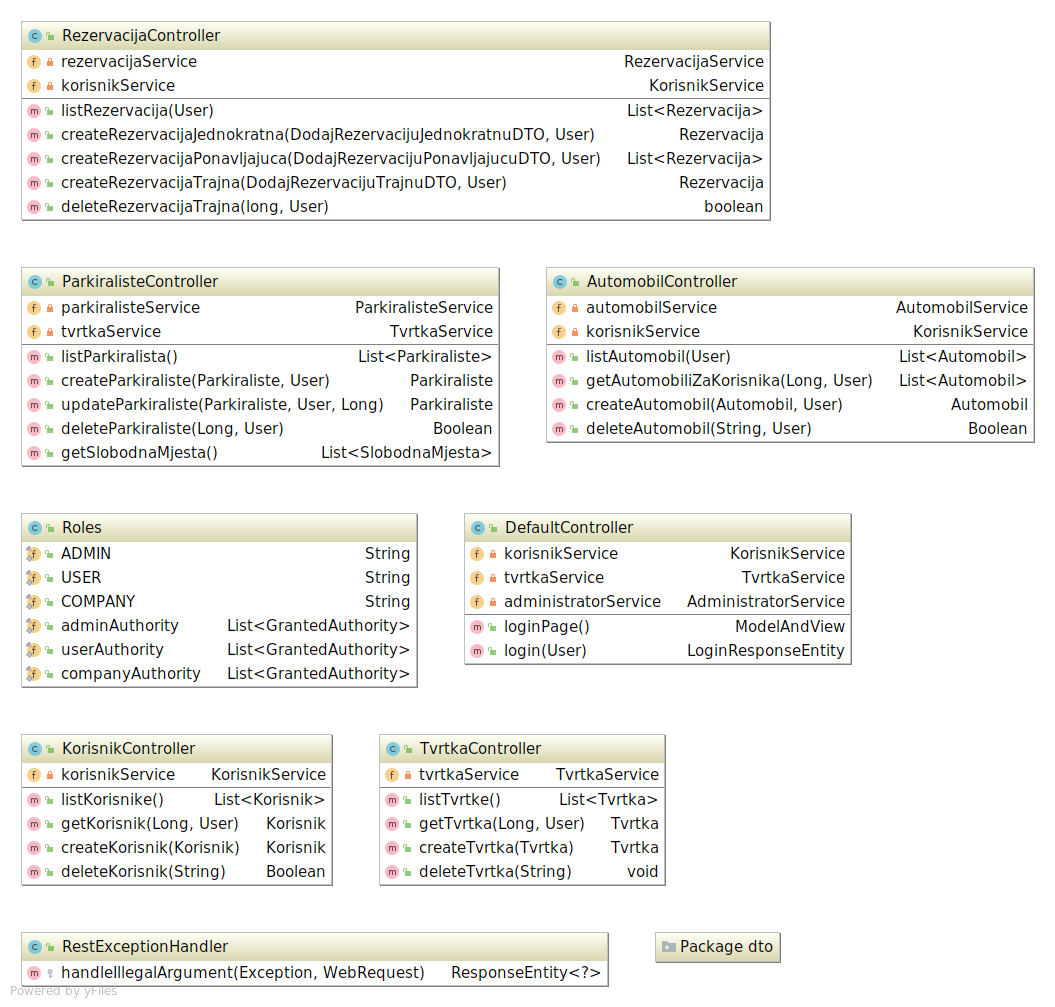 RezervacijaController
rezervacijaService RezervacijaService
korisnikService KorisnikService
listRezervacija(User) List<Rezervacija>
createRezervacijaJednokratna(DodajRezervacijuJednokratnuDTO, User) Rezervacija
createRezervacijaPonavljajuca(DodajRezervacijuPonavljajucuDTO, User) List<Rezervacija>
createRezervacijaTrajna(DodajRezervacijuTrajnuDTO, User) Rezervacija
deleteRezervacijaTrajna(long, User) boolean
ParkiralisteController
parkiralisteService ParkiralisteService
tvrtkaService TvrtkaService
listParkiralista() List<Parkiraliste>
createParkiraliste(Parkiraliste, User) Parkiraliste
updateParkiraliste(Parkiraliste, User, Long) Parkiraliste
deleteParkiraliste(Long, User) Boolean
getSlobodnaMjesta() List<SlobodnaMjesta>
AutomobilController
automobilService AutomobilService
korisnikService KorisnikService
listAutomobil(User) List<Automobil>
getAutomobiliZaKorisnika(Long, User) List<Automobil>
createAutomobil(Automobil, User) Automobil
deleteAutomobil(String, User) Boolean
Roles
ADMIN String
USER String
COMPANY String
adminAuthority List<GrantedAuthority>
userAuthority List<GrantedAuthority>
companyAuthority List<GrantedAuthority>
DefaultController
korisnikService KorisnikService
tvrtkaService TvrtkaService
administratorService AdministratorService
loginPage() ModelAndView
login(User) LoginResponseEntity
KorisnikController
korisnikService KorisnikService
listKorisnike() List<Korisnik>
getKorisnik(Long, User) Korisnik
createKorisnik(Korisnik) Korisnik
deleteKorisnik(String) Boolean
TvrtkaController
tvrtkaService TvrtkaService
listTvrtke() List<Tvrtka>
getTvrtka(Long, User) Tvrtka
createTvrtka(Tvrtka) Tvrtka
deleteTvrtka(String) void
RestExceptionHandler
handleIllegalArgument(Exception, WebRequest) ResponseEntity<?>
Package dto
Powered by yFiles